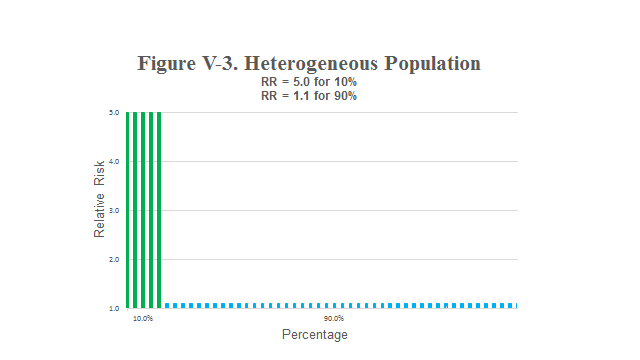 Figure V-3. Heterogeneous Population
RR = 5.0 for 10%
RR = 1.1 for 90%
5.0
4.0
3.0
2.0
1.0
Relative Risk
10.0%
90.0%
Percentage